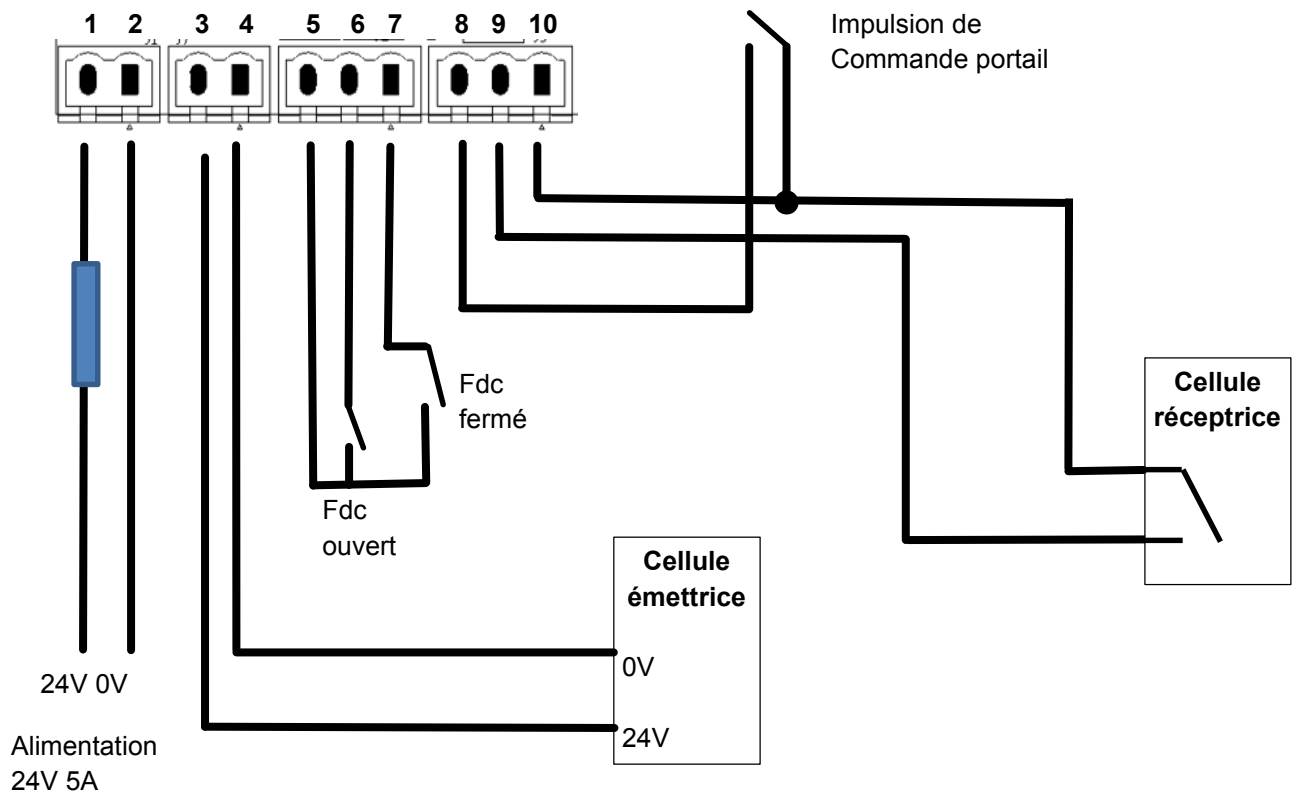 1 2 3 4 5 6 7 8 9 10
Impulsion de
Commande portail
Fdc
fermé
Fdc
ouvert
Cellule
réceptrice
Cellule
émettrice
0V
24V
24V 0V
Alimentation
24V 5A